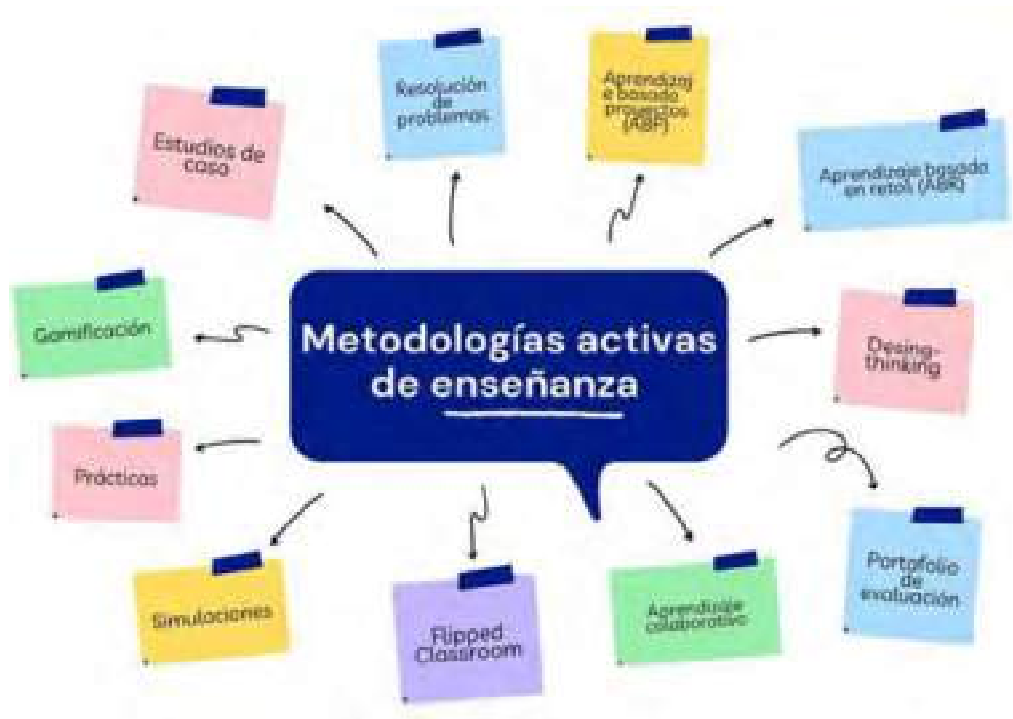 Resolución
de
problemas
Aprendizaj
e basado
proyectos
(ABP)
Estudios de
caso
Aprendizaje basado
en retos (ABR)
Gamificación
Metodologías activas
de enseñanza
Desing-
thinking
Prácticas
Portafolio
de
evaluación
Simulaciones
Flipped
Classroom
Aprendizaje
colaborativo